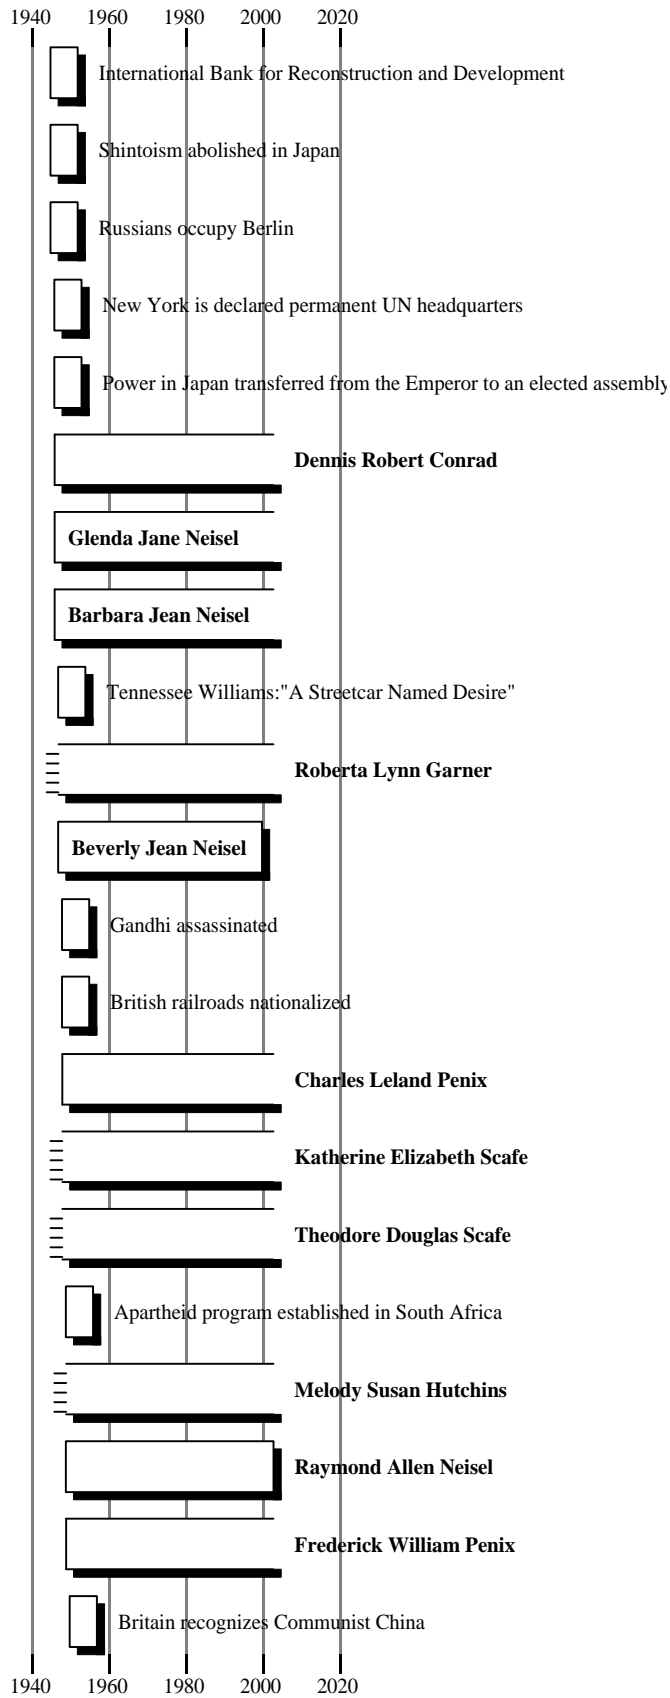 1940 1960 1980 2000 2020
International Bank for Reconstruction and Development
Shintoism abolished in Japan
Russians occupy Berlin
New York is declared permanent UN headquarters
Power in Japan transferred from the Emperor to an elected assembly
Dennis Robert Conrad
Glenda Jane Neisel
Barbara Jean Neisel
Tennessee Williams:"A Streetcar Named Desire"
Roberta Lynn Garner
Beverly Jean Neisel
Gandhi assassinated
British railroads nationalized
Charles Leland Penix
Katherine Elizabeth Scafe
Theodore Douglas Scafe
Apartheid program established in South Africa
Melody Susan Hutchins
Raymond Allen Neisel
Frederick William Penix
Britain recognizes Communist China
1940 1960 1980 2000 2020